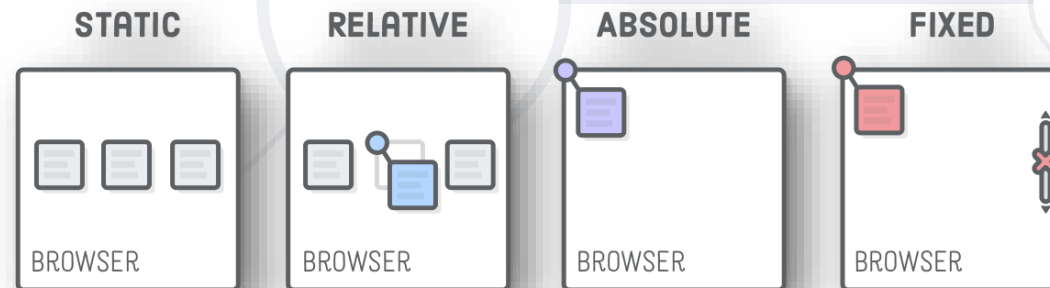 STATIC
RELATIVE
ABSOLUTE
FIXED
BROWSER
BROWSER
BROWSER
BROWSER